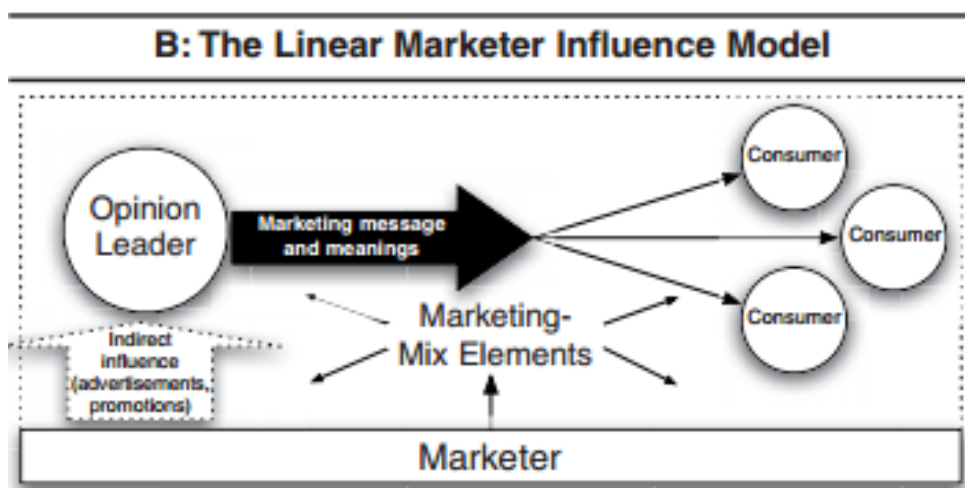 B: The Linear Marketer Influence Model
Opinion
Leader
Marketing message
and meanings
Consumer
Consumer
Consumer
Marketing-
Mix Elements
Indirect
influence
(advertisements,
promotions)
Marketer